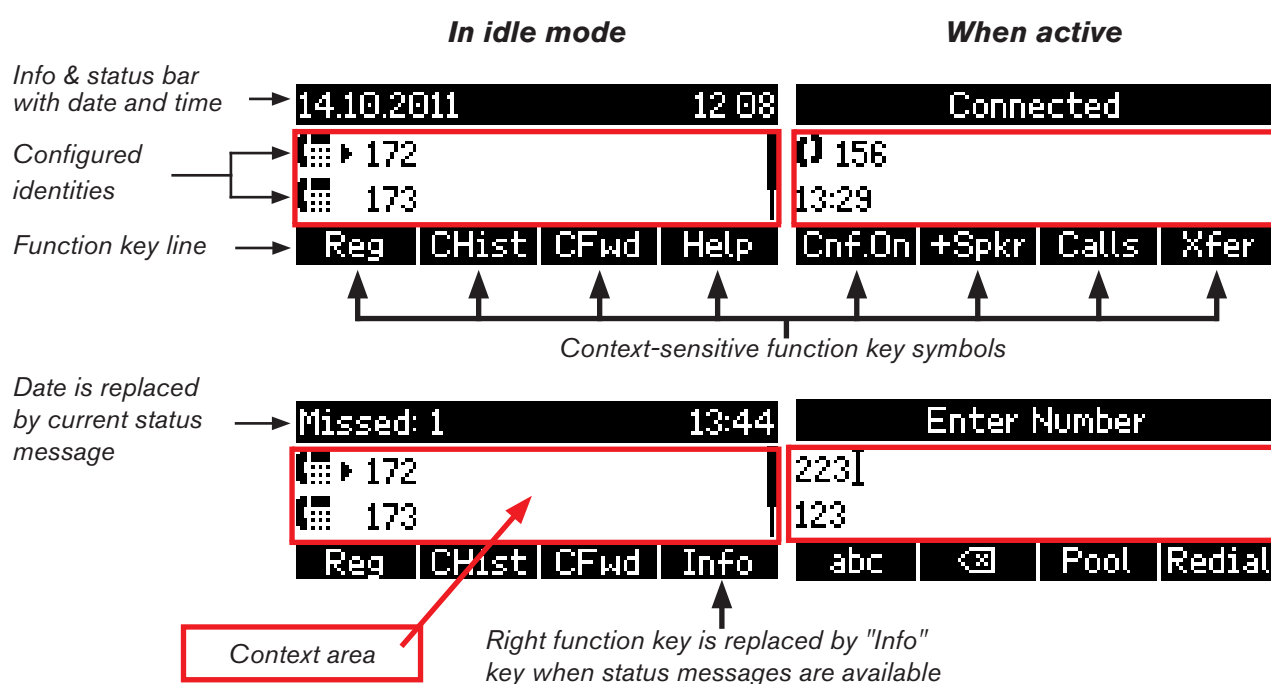 In idle mode When active
Info & status bar
with date and time
14.10.2011 12 08 Connected
Configured
identities
172 156
173 13:29
Function key line
Reg CHist CFwd Help Cnf.On +Spkr Calls Xfer
Context-sensitive function key symbols
Date is replaced
by current status
message
Missed: 1 13:44 Enter Number
172 223
173 123
Reg CHist CFwd Info abc Pool Redial
Context area
Right function key is replaced by "Info"
key when status messages are available